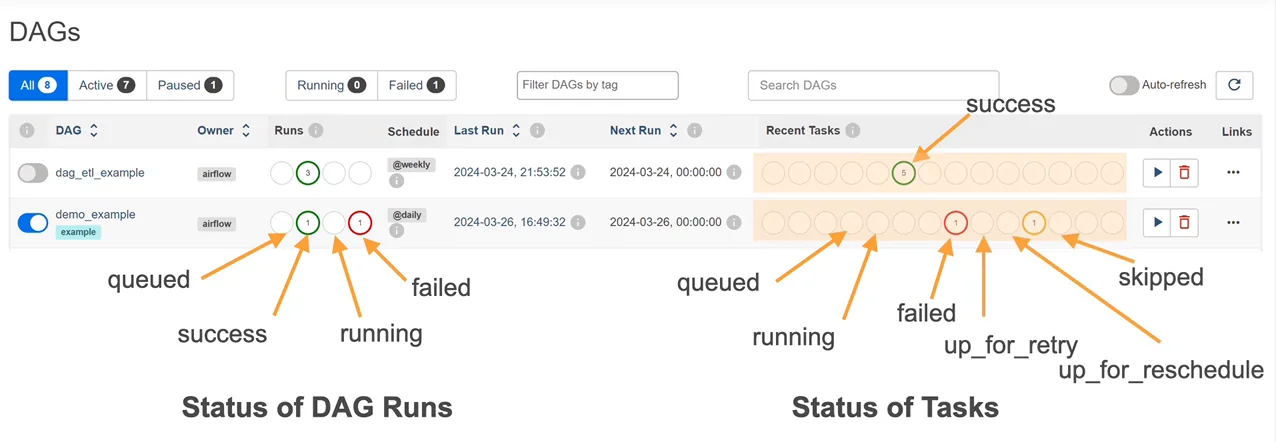 DAGs
All 8 Active 7 Paused 1 Running 0 Failed 1 Filter DAGs by tag Search DAGs Auto-refresh
success
DAG Owner Runs Schedule Last Run Next Run Recent Tasks Actions Links
dag_etl_example airflow 3 @weekly 2024-03-24, 21:53:52 2024-03-24, 00:00:00 5
demo_example airflow 1 1 @daily 2024-03-26, 16:49:32 2024-03-26, 00:00:00 1 1
example
queued failed queued skipped
success running running failed up_for_retry
up_for_reschedule
Status of DAG Runs Status of Tasks